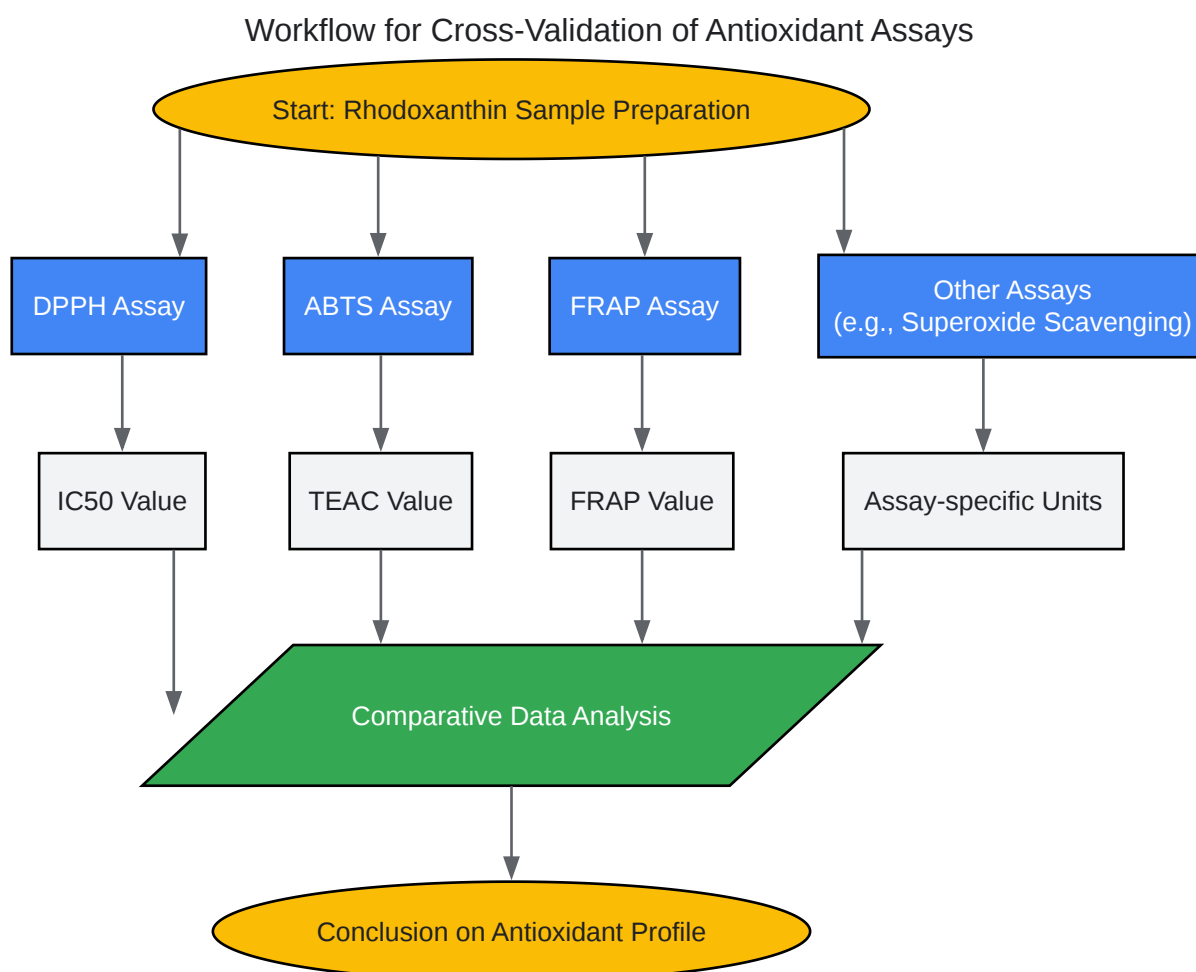 Workflow for Cross-Validation of Antioxidant Assays
Start: Rhodoxanthin Sample Preparation
DPPH Assay
ABTS Assay
FRAP Assay
Other Assays
(e.g., Superoxide Scavenging)
IC50 Value
TEAC Value
FRAP Value
Assay-specific Units
Comparative Data Analysis
Conclusion on Antioxidant Profile